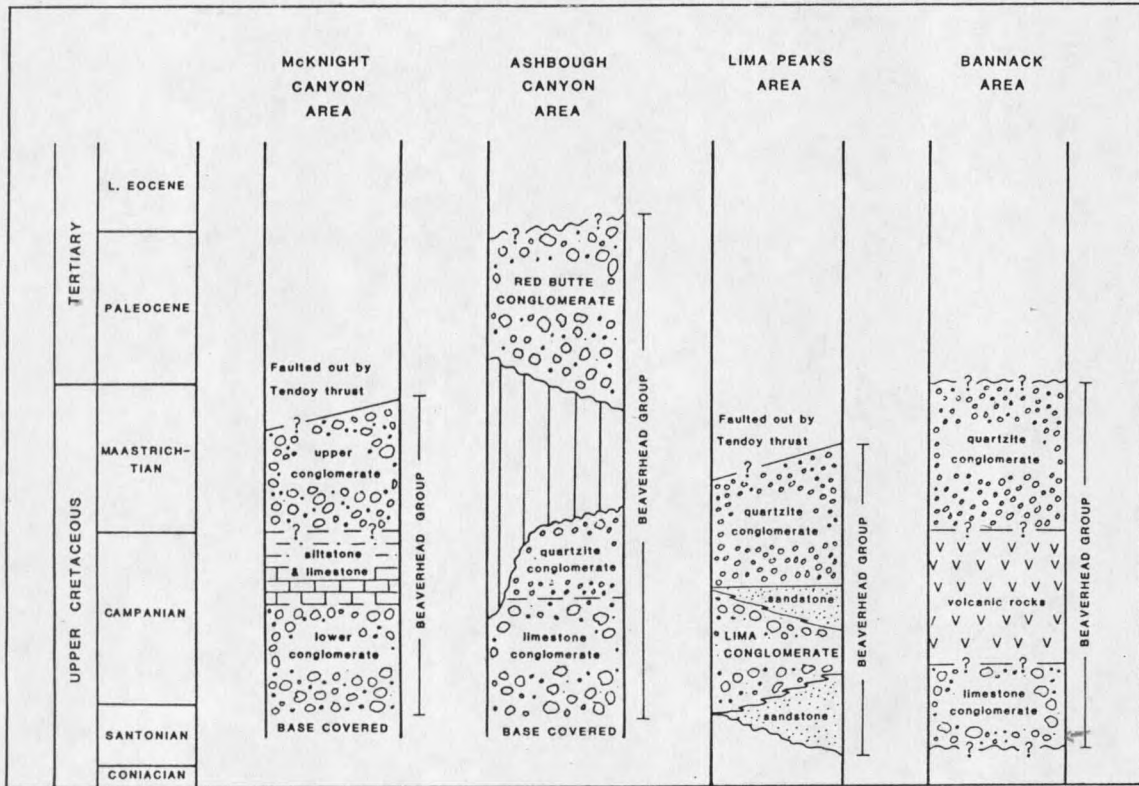 McKNIGHT
CANYON
AREA
ASHBOUGH
CANYON
AREA
LIMA PEAKS
AREA
BANNACK
AREA
TERTIARY
UPPER CRETACEOUS
L. EOCENE
PALEOCENE
MAASTRICH-
TIAN
CAMPANIAN
SANTONIAN
CONIACIAN
Faulted out by
Tendoy thrust
?
upper
conglomerate
? ?
siltstone
& limestone
lower
conglomerate
BASE COVERED
BEAVERHEAD GROUP
? ?
RED BUTTE
CONGLOMERATE
quartzite
conglomerate
limestone
conglomerate
BASE COVERED
BEAVERHEAD GROUP
Faulted out by
Tendoy thrust
?
quartzite
conglomerate
sandstone
LIMA
CONGLOMERATE
sandstone
BEAVERHEAD GROUP
? ?
quartzite
conglomerate
? ?
volcanic rocks
? ?
limestone
conglomerate
? ?
BEAVERHEAD GROUP